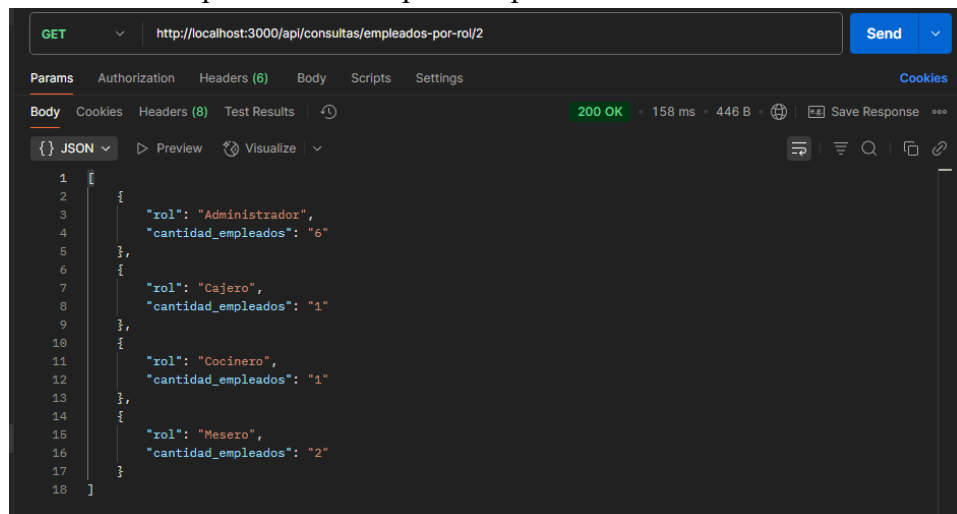 GET http://localhost:3000/api/consultas/empleados-por-rol/2 Send
Params Authorization Headers (6) Body Scripts Settings Cookies
Body Cookies Headers (8) Test Results 200 OK • 158 ms • 446 B • e.g. Save Response
{} JSON Preview Visualize
1 [
2 {
3 "rol": "Administrador",
4 "cantidad_empleados": "6"
5 },
6 {
7 "rol": "Cajero",
8 "cantidad_empleados": "1"
9 },
10 {
11 "rol": "Cocinero",
12 "cantidad_empleados": "1"
13 },
14 {
15 "rol": "Mesero",
16 "cantidad_empleados": "2"
17 }
18 ]